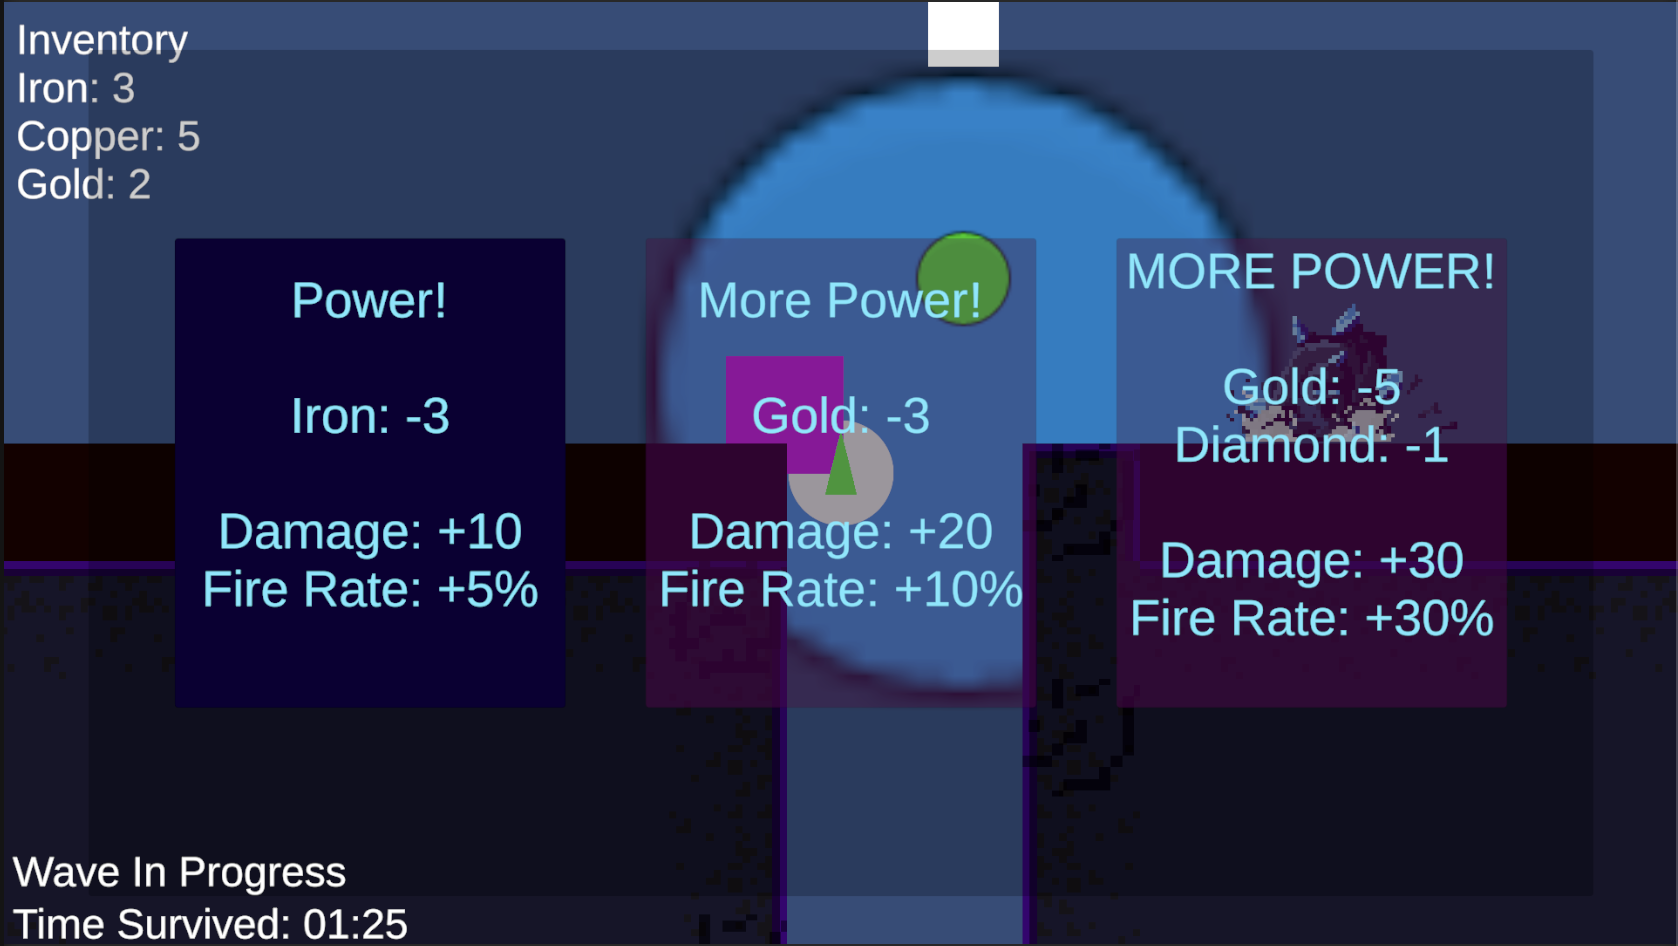 Inventory
Iron: 3
Copper: 5
Gold: 2
Power!
Iron: -3
Damage: +10
Fire Rate: +5%
More Power!
Gold: -3
Damage: +20
Fire Rate: +10%
MORE POWER!
Gold: -5
Diamond: -1
Damage: +30
Fire Rate: +30%
Wave In Progress
Time Survived: 01:25